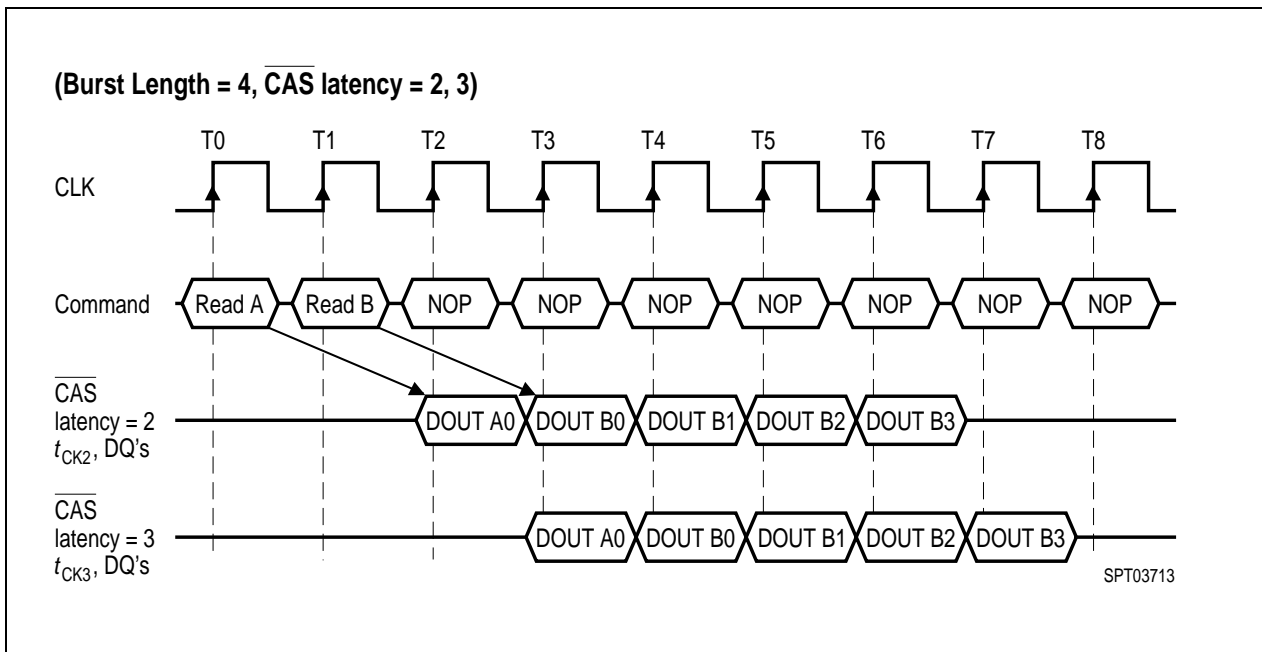 (Burst Length = 4, CAS latency = 2, 3)
T0 T1 T2 T3 T4 T5 T6 T7 T8
CLK
Command Read A Read B NOP NOP NOP NOP NOP NOP NOP
CAS
latency = 2 DOUT A0 DOUT B0 DOUT B1 DOUT B2 DOUT B3
tCK2, DQ's
CAS
latency = 3 DOUT A0 DOUT B0 DOUT B1 DOUT B2 DOUT B3
tCK3, DQ's
SPT03713